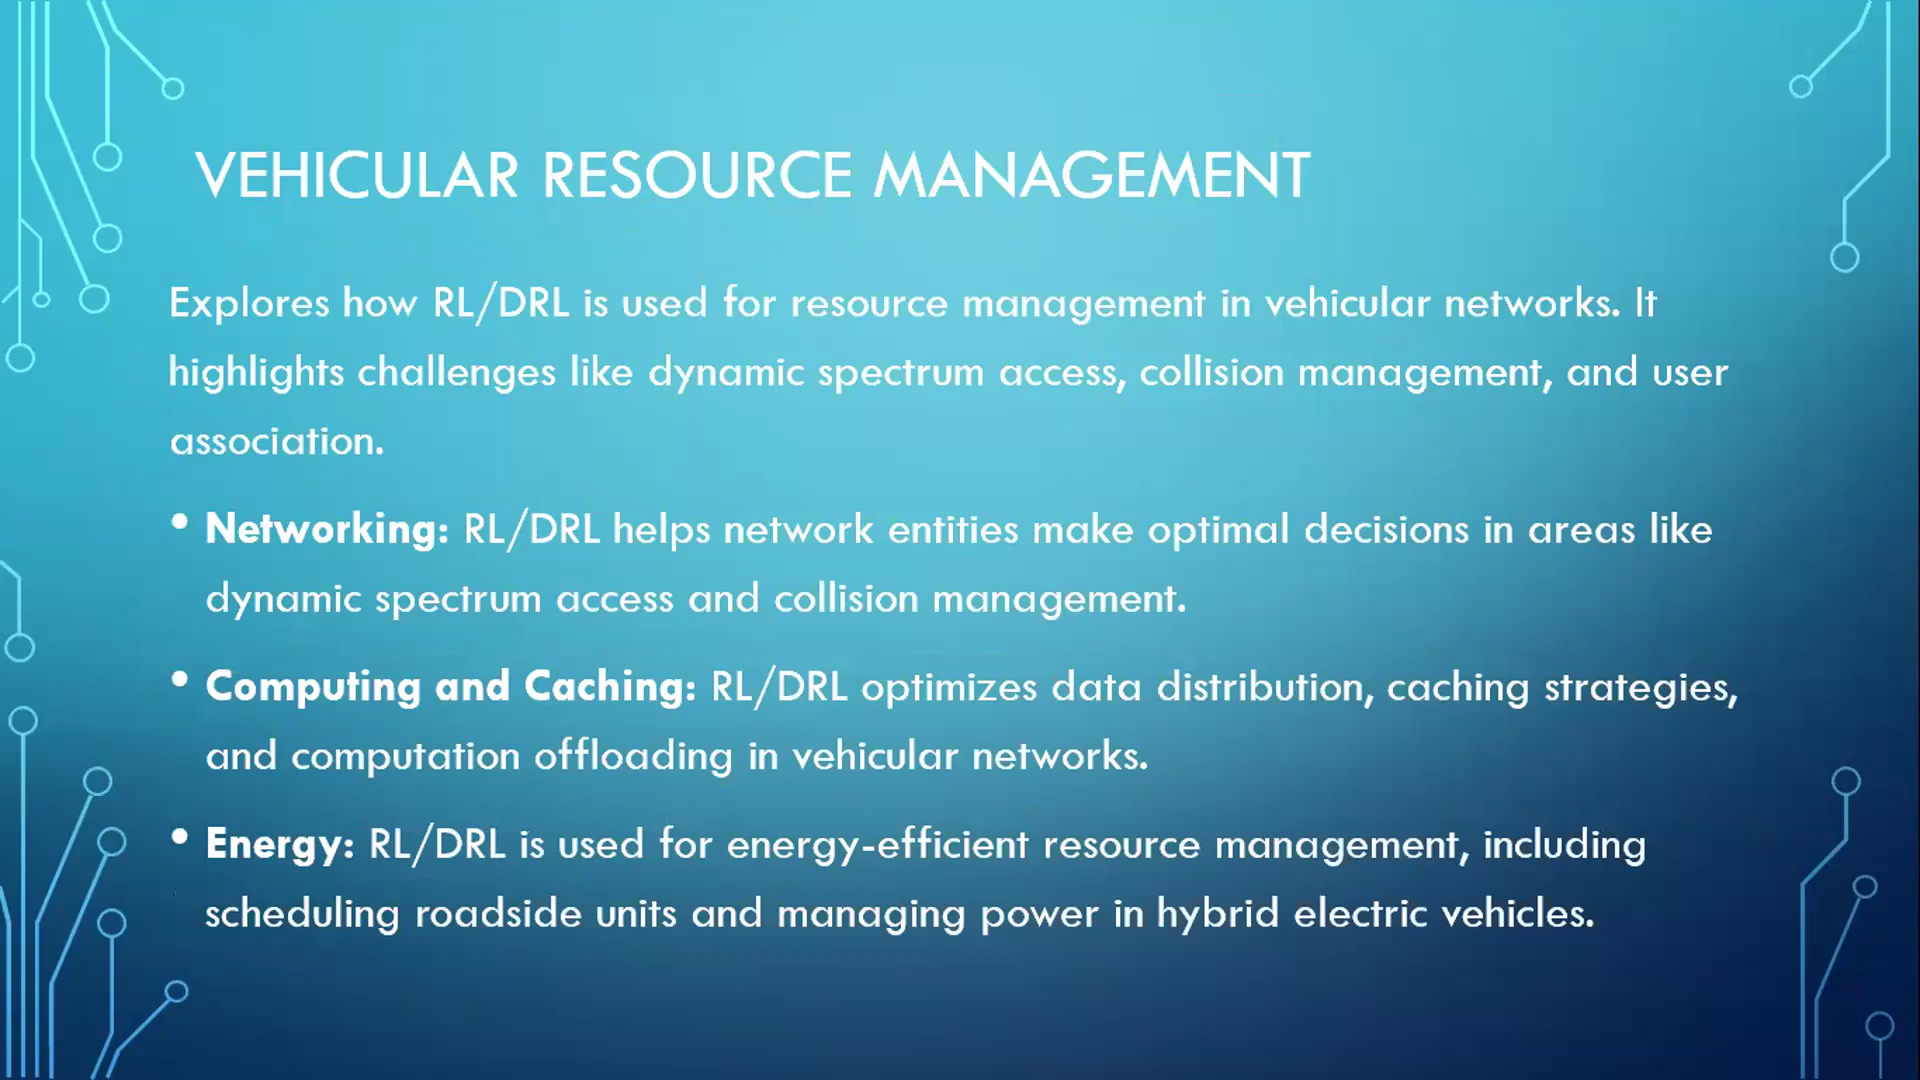 VEHICULAR RESOURCE MANAGEMENT
Explores how RL/DRL is used for resource management in vehicular networks. It
highlights challenges like dynamic spectrum access, collision management, and user
association.
• Networking: RL/DRL helps network entities make optimal decisions in areas like
dynamic spectrum access and collision management.
• Computing and Caching: RL/DRL optimizes data distribution, caching strategies,
and computation offloading in vehicular networks.
• Energy: RL/DRL is used for energy-efficient resource management, including
scheduling roadside units and managing power in hybrid electric vehicles.